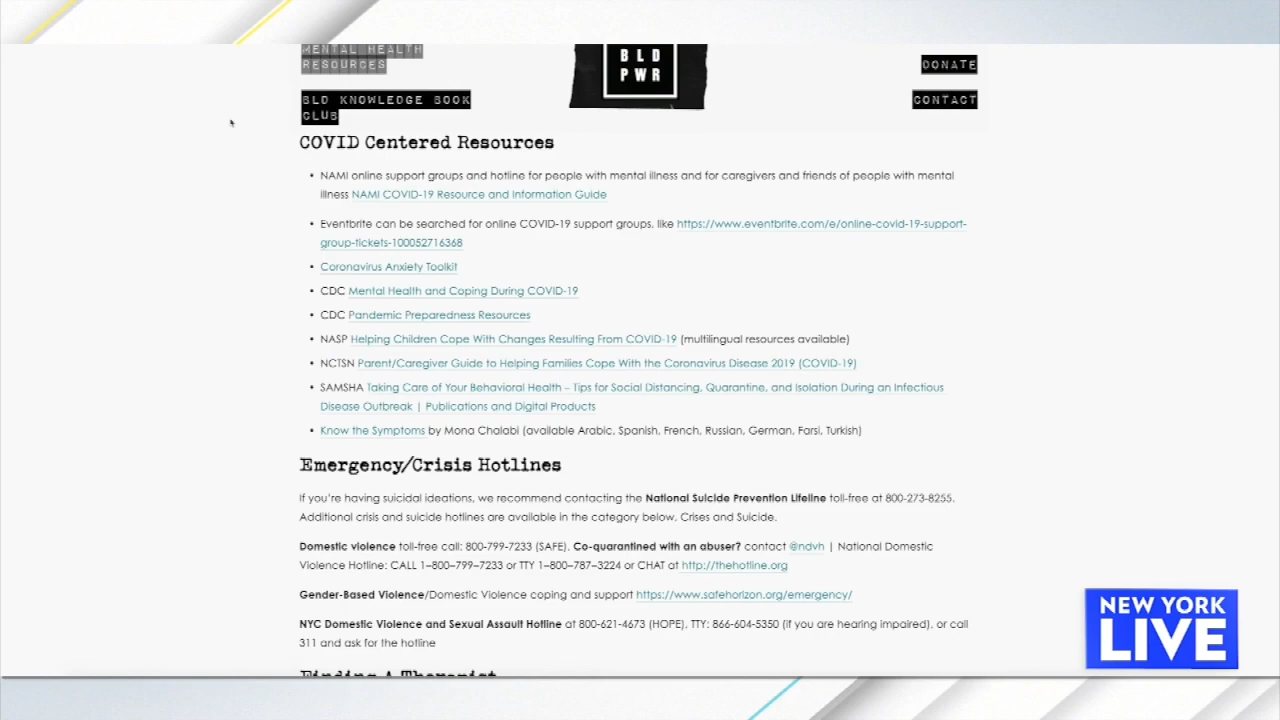 MENTAL HEALTH
RESOURCES
BLD KNOWLEDGE BOOK
CLUB
BLD
PWR
DONATE
CONTACT
COVID Centered Resources
• NAMI online support groups and hotline for people with mental illness and for caregivers and friends of people with mental
illness NAMI COVID-19 Resource and Information Guide
• Eventbrite can be searched for online COVID-19 support groups, like https://www.eventbrite.com/e/online-covid-19-support-
group-tickets-100052716368
• Coronavirus Anxiety Toolkit
• CDC Mental Health and Coping During COVID-19
• CDC Pandemic Preparedness Resources
• NASP Helping Children Cope With Changes Resulting From COVID-19 (multilingual resources available)
• NCTSN Parent/Caregiver Guide to Helping Families Cope With the Coronavirus Disease 2019 (COVID-19)
• SAMSHA Taking Care of Your Behavioral Health – Tips for Social Distancing, Quarantine, and Isolation During an Infectious
Disease Outbreak | Publications and Digital Products
• Know the Symptoms by Mona Chalabi (available Arabic, Spanish, French, Russian, German, Farsi, Turkish)
Emergency/Crisis Hotlines
If you're having suicidal ideations, we recommend contacting the National Suicide Prevention Lifeline toll-free at 800-273-8255.
Additional crisis and suicide hotlines are available in the category below, Crises and Suicide.
Domestic violence toll-free call: 800-799-7233 (SAFE). Co-quarantined with an abuser? contact @ndvh | National Domestic
Violence Hotline: CALL 1–800–799–7233 or TTY 1–800–787–3224 or CHAT at http://thehotline.org
Gender-Based Violence/Domestic Violence coping and support https://www.safehorizon.org/emergency/
NYC Domestic Violence and Sexual Assault Hotline at 800-621-4673 (HOPE), TTY: 866-604-5350 (if you are hearing impaired), or call
311 and ask for the hotline
Finding A Therapist
NEW YORK
LIVE